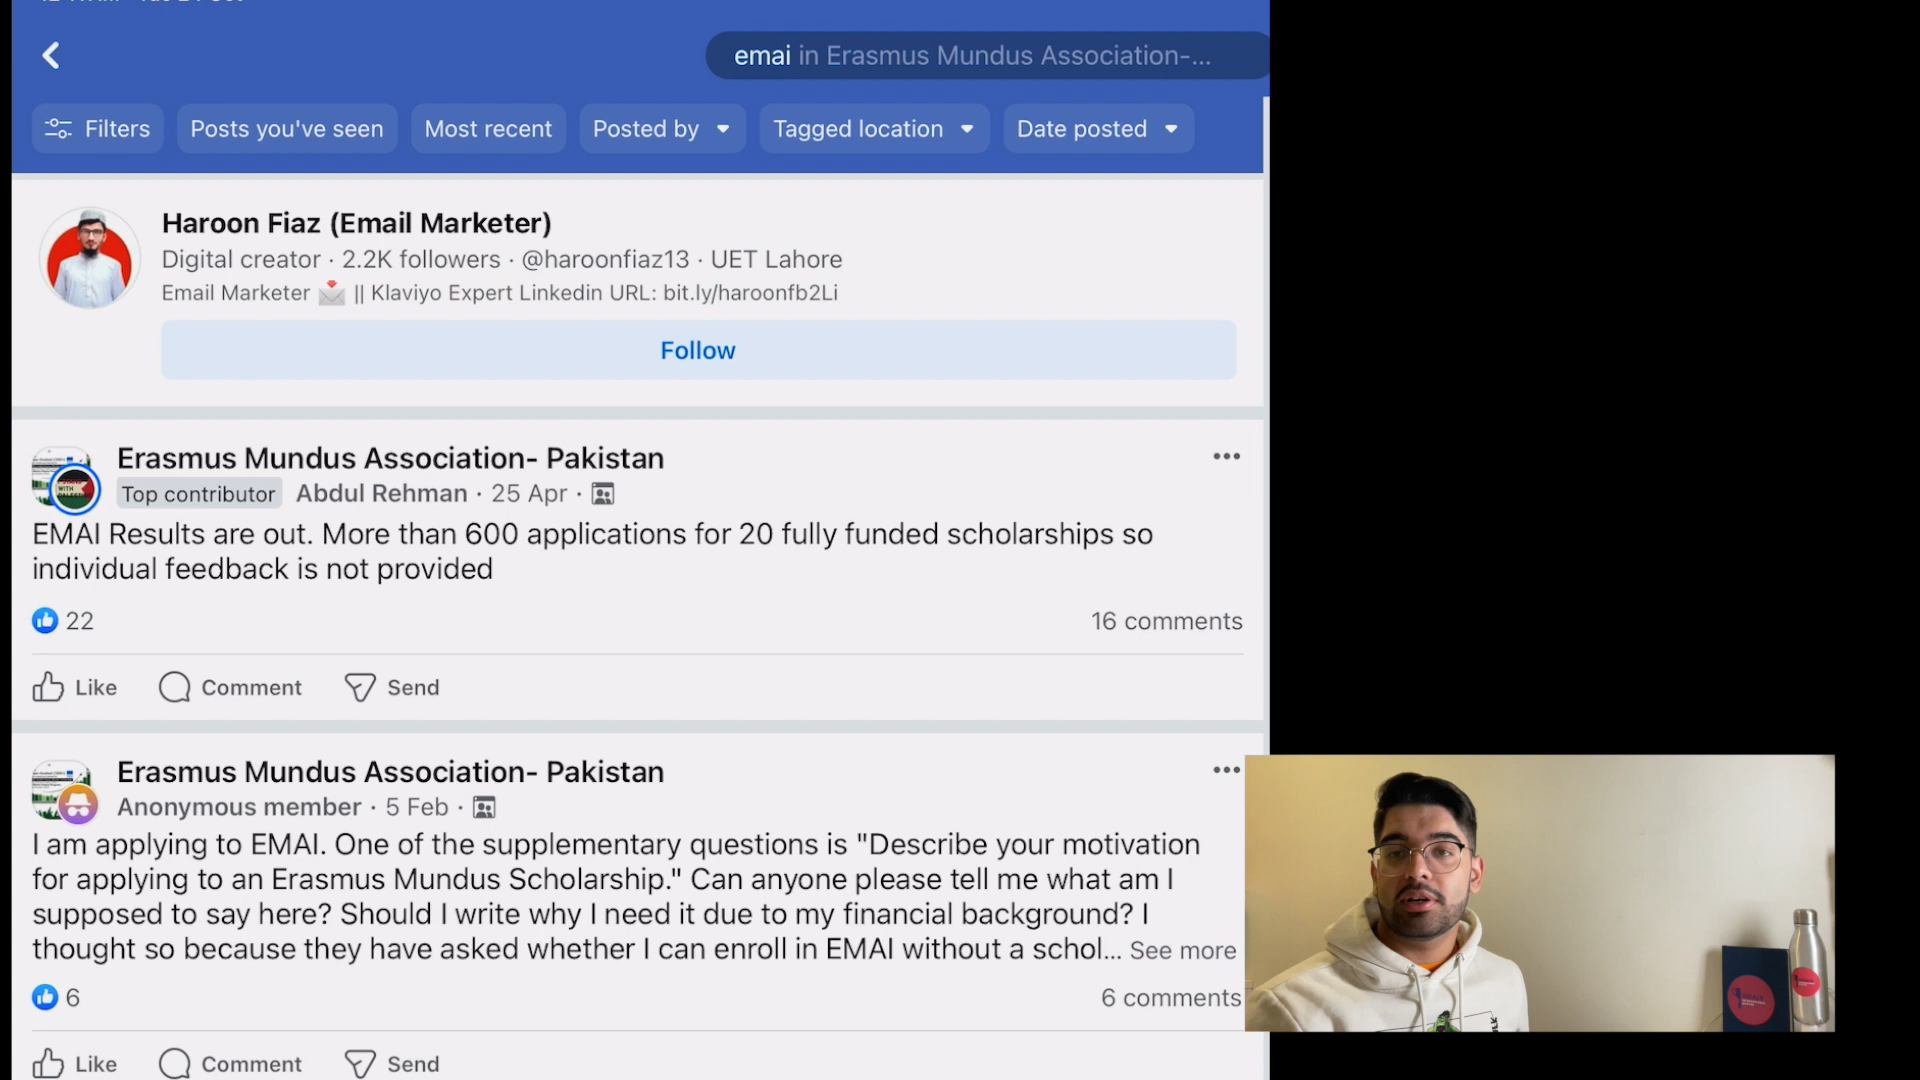 emai in Erasmus Mundus Association-...
Filters
Posts you've seen
Most recent
Posted by
Tagged location
Date posted
Haroon Fiaz (Email Marketer)
Digital creator · 2.2K followers · @haroonfiaz13 · UET Lahore
Email Marketer 💌 || Klaviyo Expert Linkedin URL: bit.ly/haroonfb2Li
Follow
Erasmus Mundus Association- Pakistan
Top contributor Abdul Rehman · 25 Apr ·
EMAI Results are out. More than 600 applications for 20 fully funded scholarships so
individual feedback is not provided
22
16 comments
Like
Comment
Send
Erasmus Mundus Association- Pakistan
Anonymous member · 5 Feb ·
I am applying to EMAI. One of the supplementary questions is "Describe your motivation
for applying to an Erasmus Mundus Scholarship." Can anyone please tell me what am I
supposed to say here? Should I write why I need it due to my financial background? I
thought so because they have asked whether I can enroll in EMAI without a schol... See more
6
6 comments
Like
Comment
Send